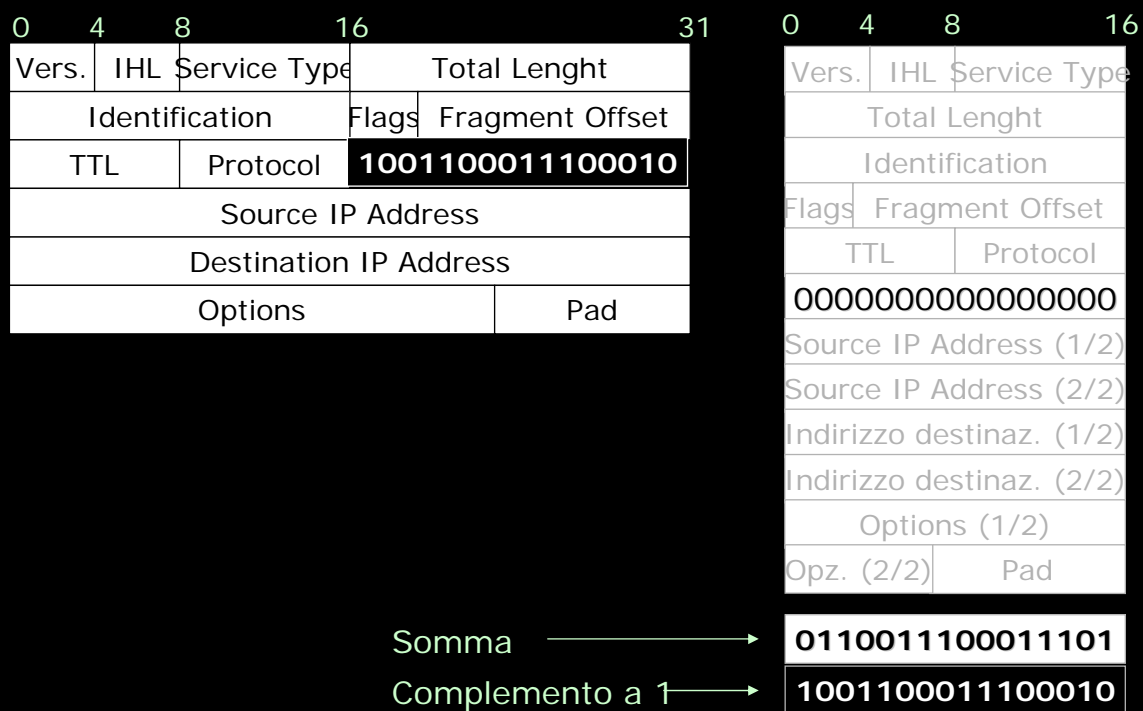 0 4 8 16 31
Vers. IHL Service Type Total Lenght
Identification Flags Fragment Offset
TTL Protocol 1001100011100010
Source IP Address
Destination IP Address
Options Pad
0 4 8 16
Vers. IHL Service Type
Total Lenght
Identification
Flags Fragment Offset
TTL Protocol
0000000000000000
Source IP Address (1/2)
Source IP Address (2/2)
Indirizzo destinaz. (1/2)
Indirizzo destinaz. (2/2)
Options (1/2)
Opz. (2/2) Pad
Somma 0110011100011101
Complemento a 1 1001100011100010